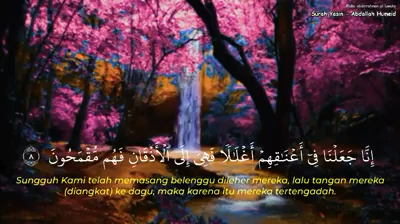 Surah Yasin - Abdallah Humeid
إِنَّا جَعَلْنَا فِىٓ أَعْنَـٰقِهِمْ أَغْلَـٰلًا فَهِىَ إِلَى ٱلْأَذْقَانِ فَهُم مُّقْمَحُونَ ٨
Sungguh Kami telah memasang belenggu dileher mereka, lalu tangan mereka
(diangkat) ke dagu, maka karena itu mereka tertengadah.